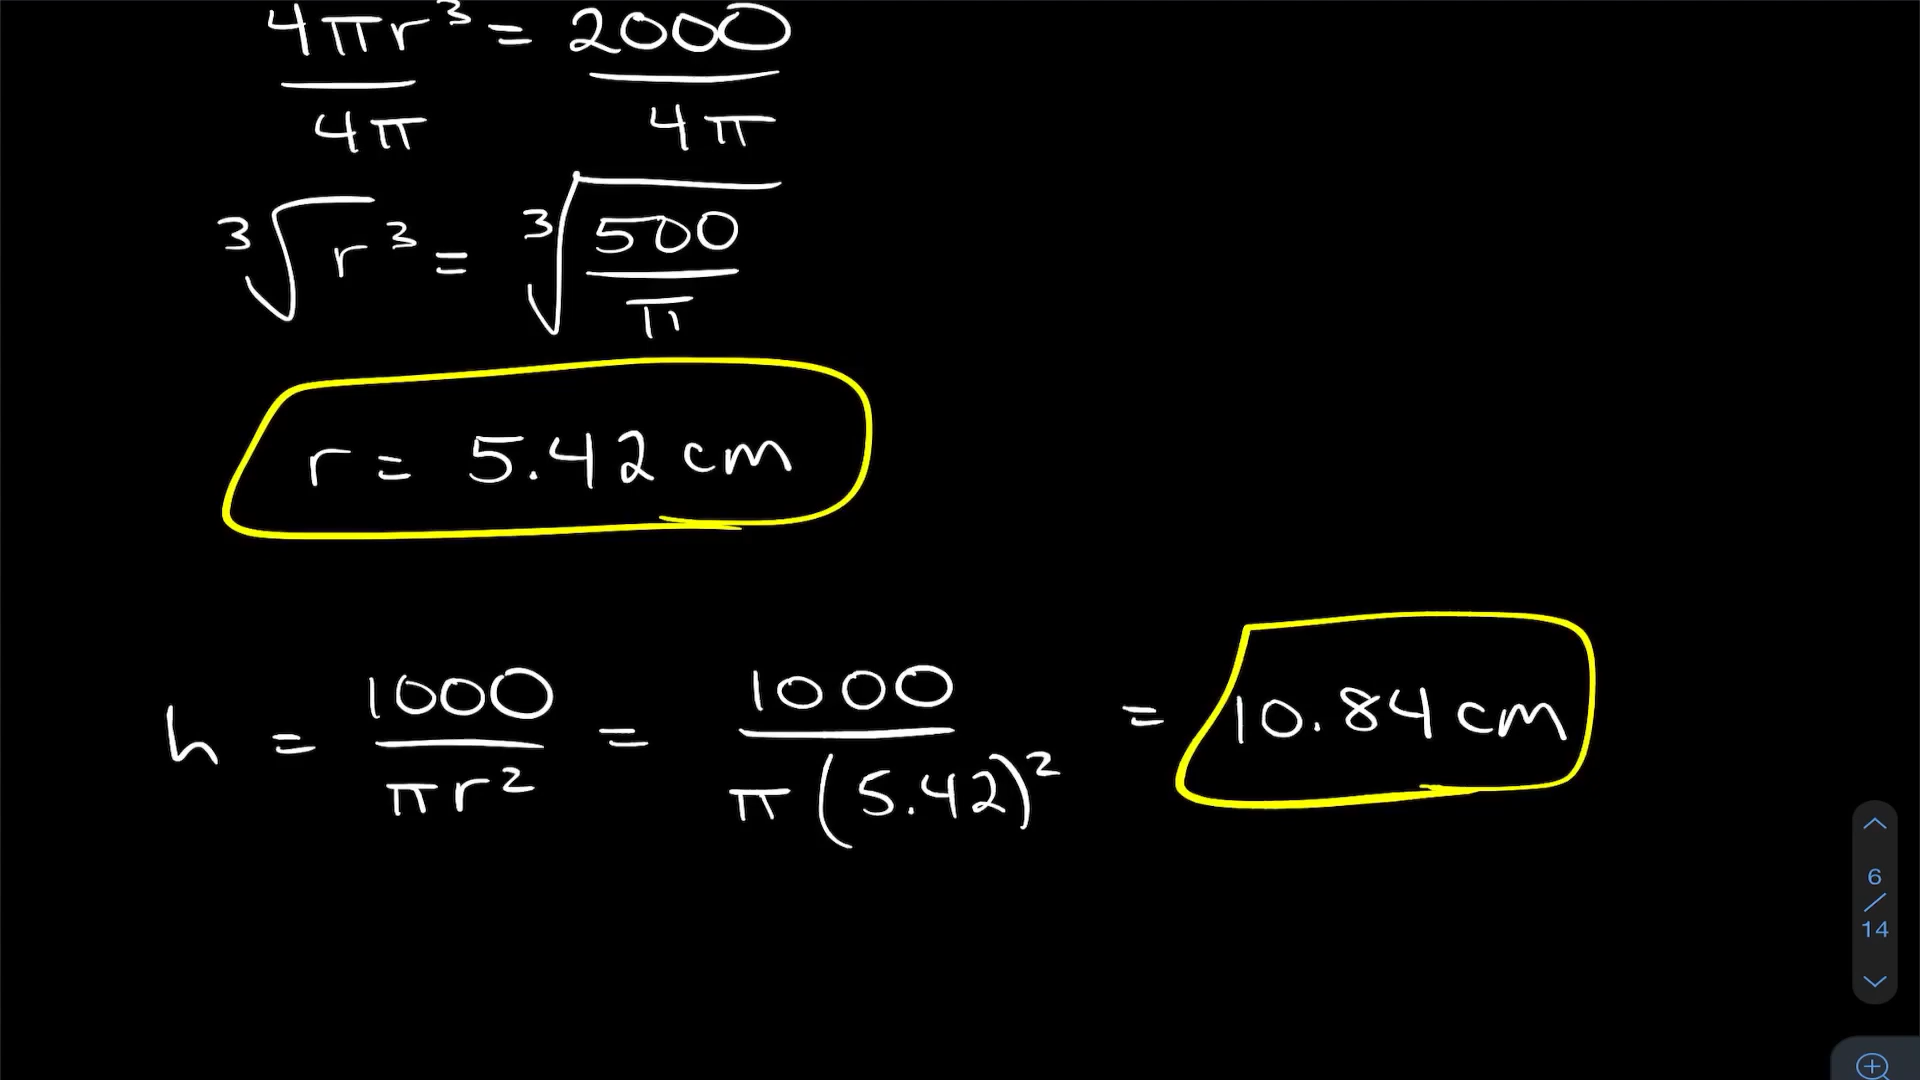 4πr³ = 2000
4π 4π
³√r³ = ³√500
π
r = 5.42 cm
h = 1000 = 1000 = 10.84 cm
πr² π(5.42)²
6
/
14